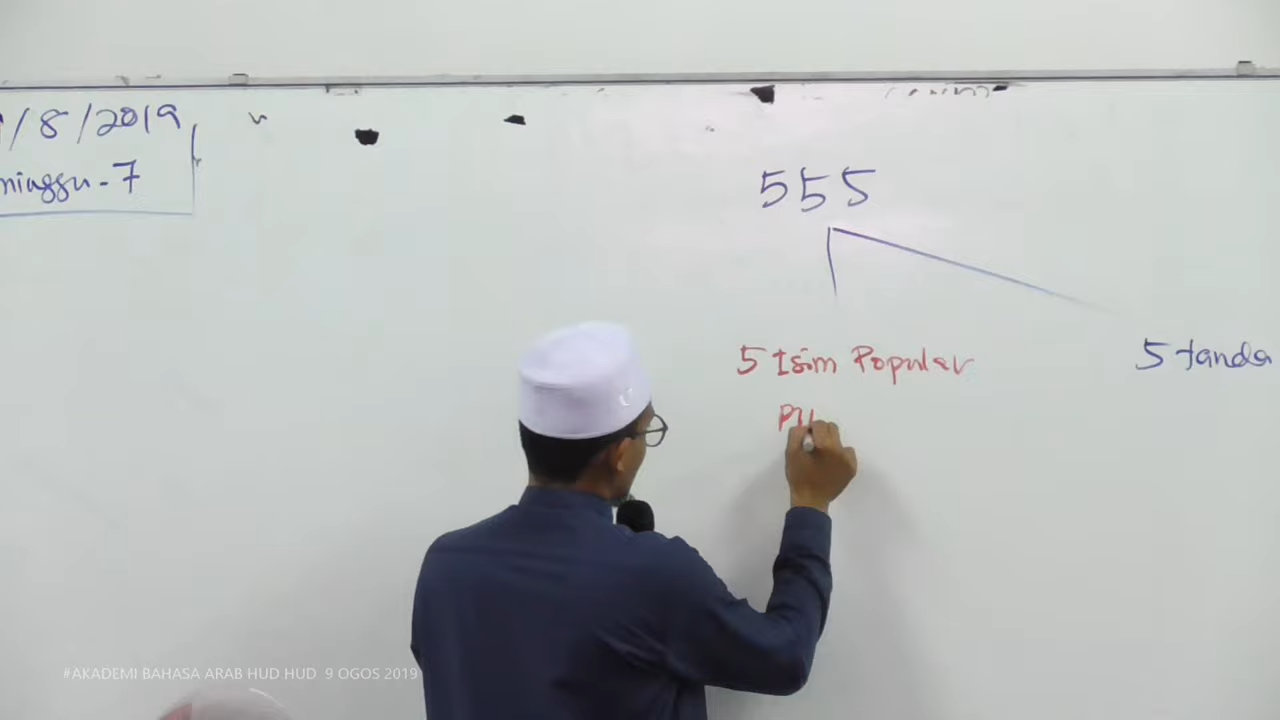 /8/2019
minggu-7
555
5 Isim Popular
5 tanda
#AKADEMI BAHASA ARAB HUD HUD 9 OGOS 2019